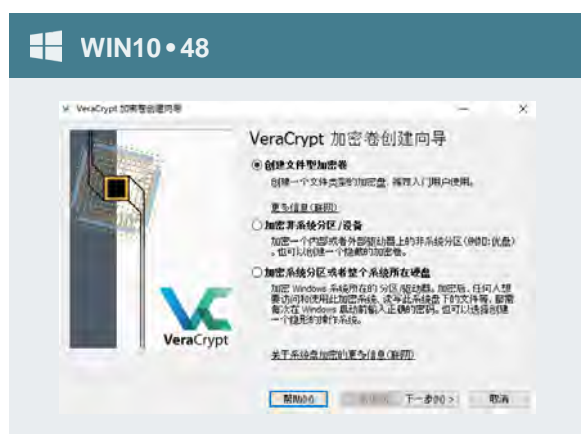 WIN10•48
VeraCrypt 加密卷创建向导
VeraCrypt 加密卷创建向导
创建文件型加密卷
创建一个文件类型的加密盘, 推荐入门用户使用。
更多信息(联网)
加密非系统分区/设备
加密一个内部或者外部驱动器上的非系统分区(例如:优盘)
, 也可以创建一个隐藏的加密卷。
加密系统分区或者整个系统所在硬盘
加密 Windows 系统所在的分区/驱动器。加密后, 任何人想
要访问和使用此加密系统, 读写此系统盘下的文件等, 都需
每次在 Windows 启动前输入正确的密码。也可以选择创建
一个隐形的操作系统。
VeraCrypt
关于系统盘加密的更多信息(联网)
帮助(H) 下一步(N) > 取消